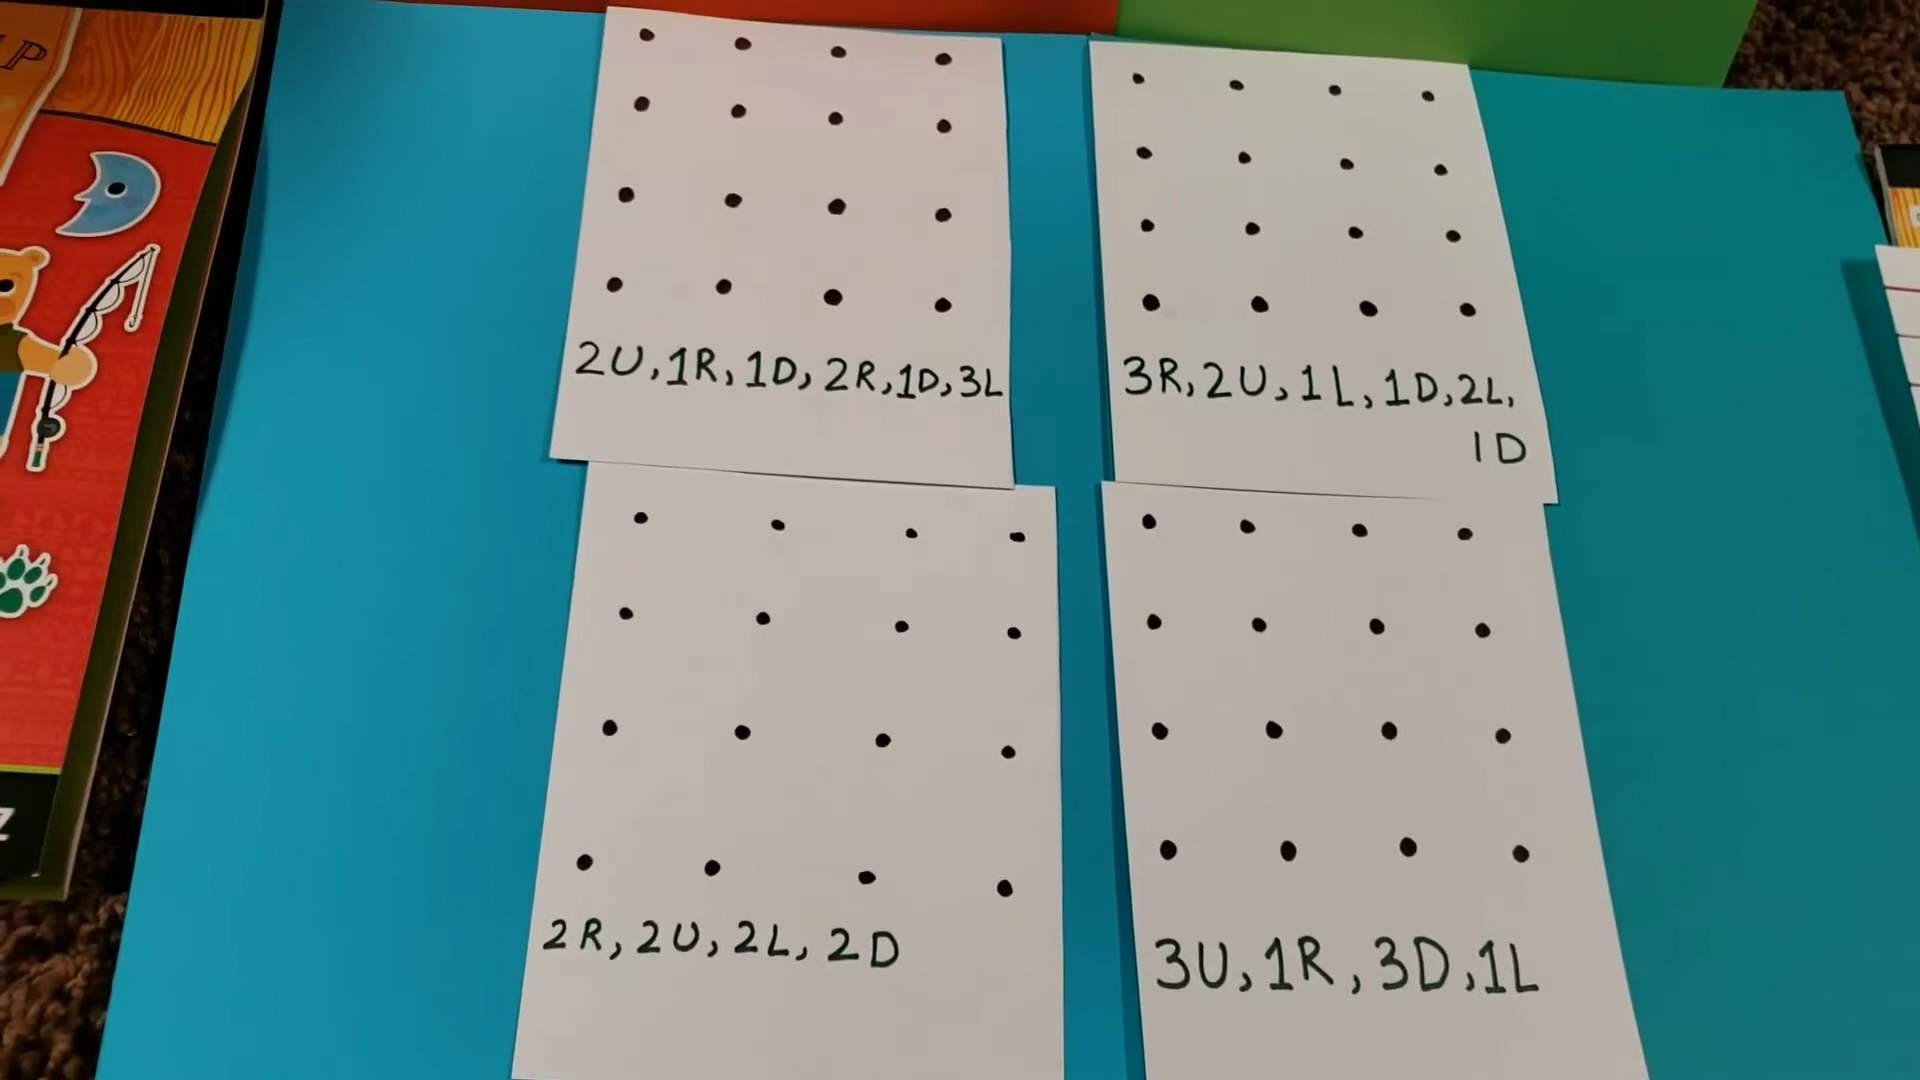 P
2U, 1R, 1D, 2R, 1D, 3L
3R, 2U, 1L, 1D, 2L,
1D
2R, 2U, 2L, 2D
3U, 1R, 3D, 1L
Z